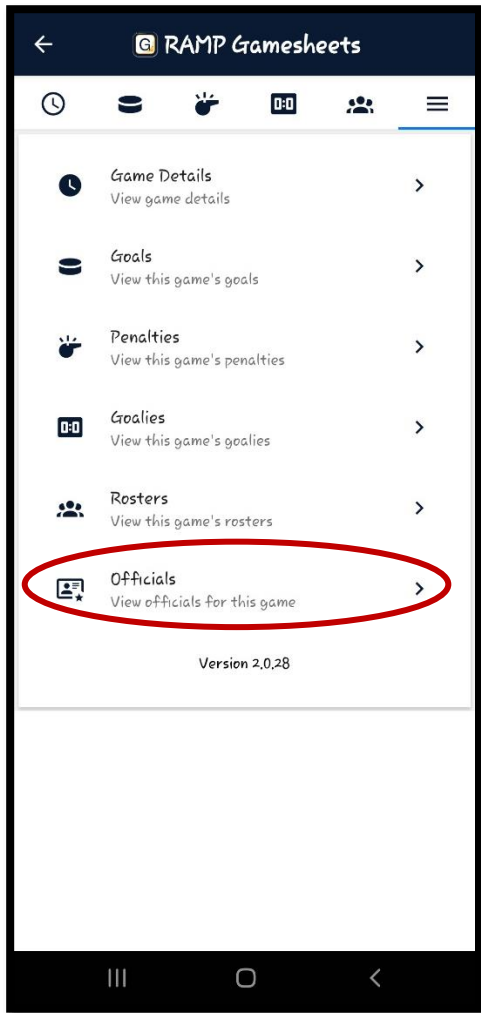 G RAMP Gamesheets
0:0
Game Details
View game details
Goals
View this game's goals
Penalties
View this game's penalties
0:0
Goalies
View this game's goalies
Rosters
View this game's rosters
Officials
View officials for this game
Version 2.0.28